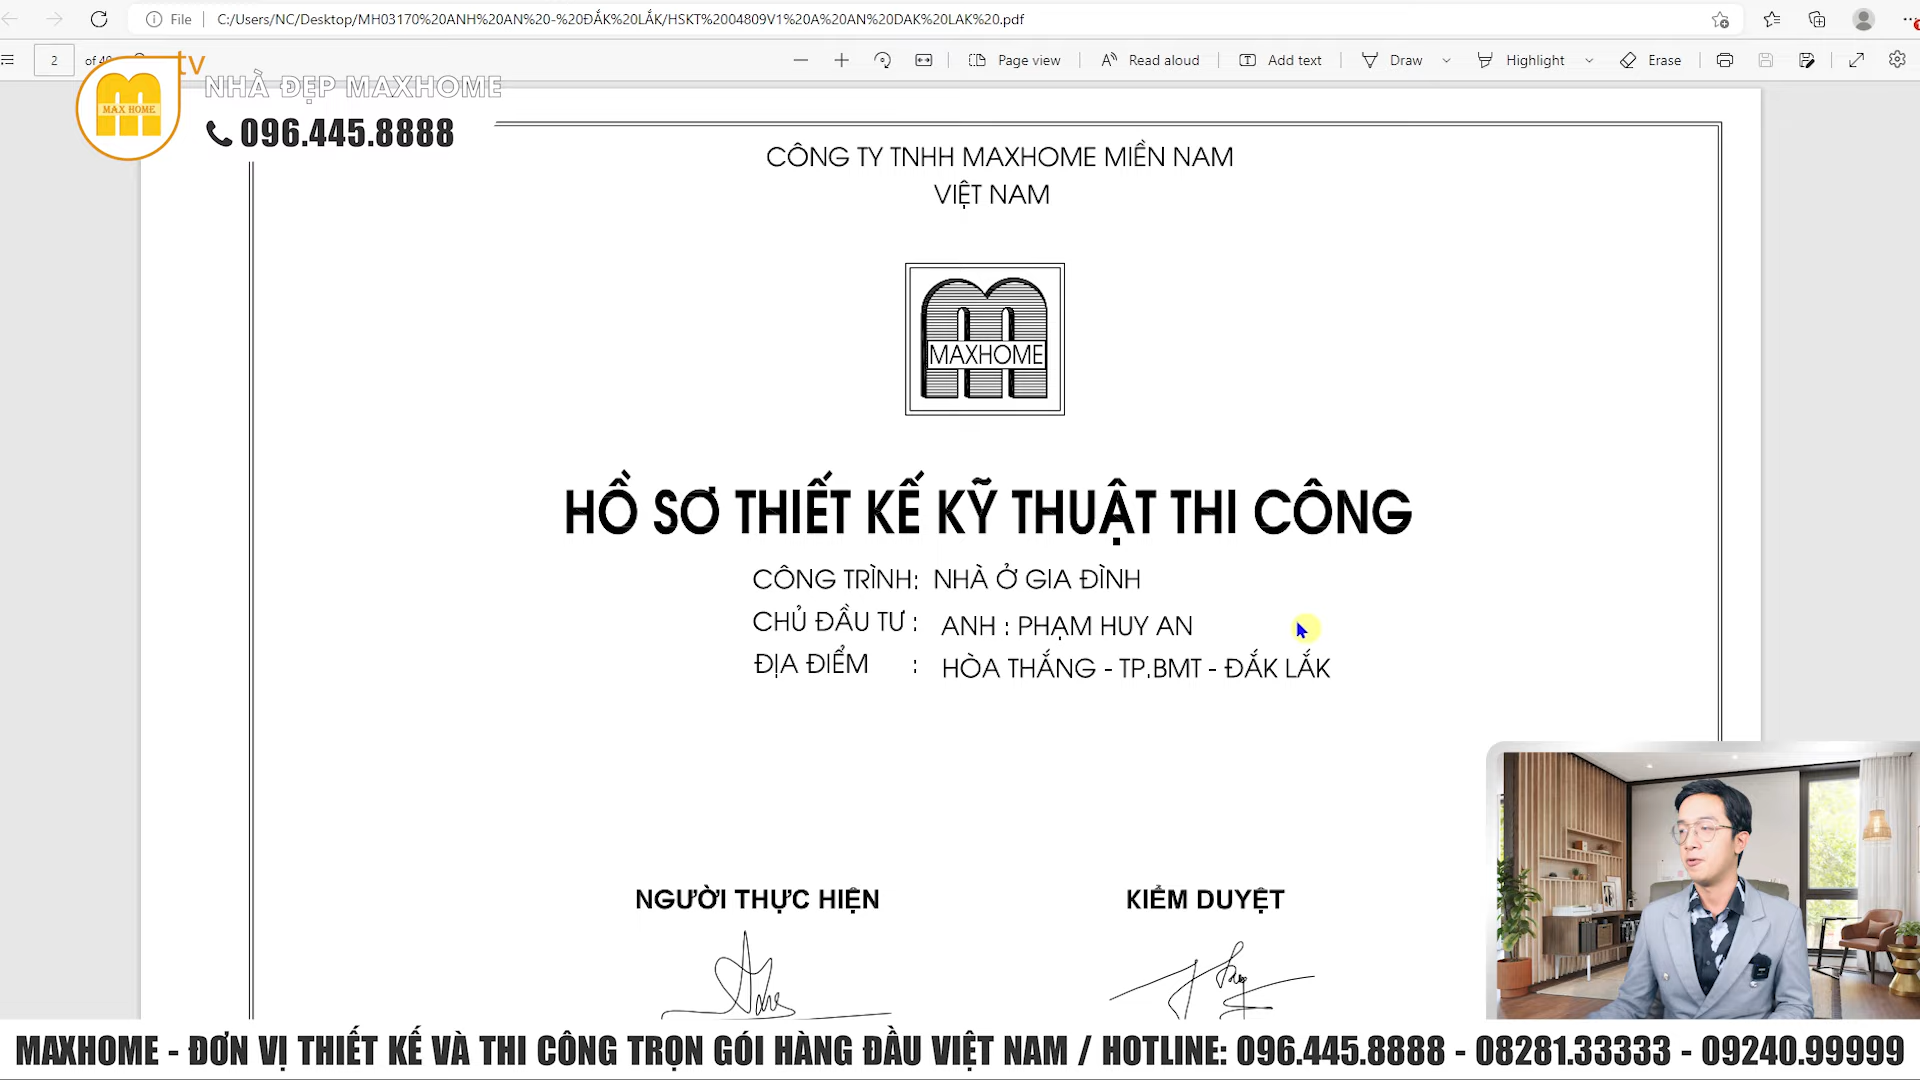 File
C:/Users/NC/Desktop/MH03170%20ANH%20AN%20-%20ĐẮK%20LẮK/HSKT%2004809V1%20A%20AN%20DAK%20LAK%20.pdf
2
Page view
Read aloud
Add text
Draw
Highlight
Erase
tv
NHÀ ĐẸP MAXHOME
MAX HOME
096.445.8888
CÔNG TY TNHH MAXHOME MIỀN NAM
VIỆT NAM
MAXHOME
HỒ SƠ THIẾT KẾ KỸ THUẬT THI CÔNG
CÔNG TRÌNH: NHÀ Ở GIA ĐÌNH
CHỦ ĐẦU TƯ : ANH : PHẠM HUY AN
ĐỊA ĐIỂM : HÒA THẮNG - TP.BMT - ĐẮK LẮK
NGƯỜI THỰC HIỆN
KIỂM DUYỆT
MAXHOME - ĐƠN VỊ THIẾT KẾ VÀ THI CÔNG TRỌN GÓI HÀNG ĐẦU VIỆT NAM / HOTLINE: 096.445.8888 - 08281.33333 - 09240.99999